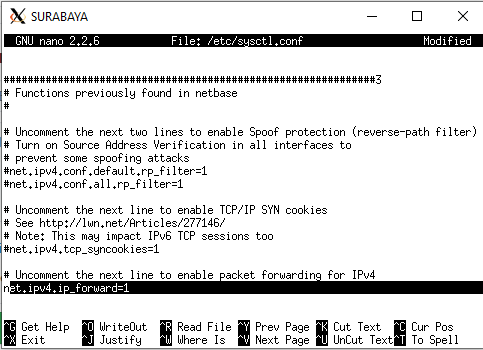 SURABAYA
GNU nano 2.2.6 File: /etc/sysctl.conf Modified
##############################################################3
# Functions previously found in netbase
#
# Uncomment the next two lines to enable Spoof protection (reverse-path filter)
# Turn on Source Address Verification in all interfaces to
# prevent some spoofing attacks
#net.ipv4.conf.default.rp_filter=1
#net.ipv4.conf.all.rp_filter=1
# Uncomment the next line to enable TCP/IP SYN cookies
# See http://lwn.net/Articles/277146/
# Note: This may impact IPv6 TCP sessions too
#net.ipv4.tcp_syncookies=1
# Uncomment the next line to enable packet forwarding for IPv4
net.ipv4.ip_forward=1
^G Get Help ^O WriteOut ^R Read File ^Y Prev Page ^K Cut Text ^C Cur Pos
^X Exit ^J Justify ^W Where Is ^V Next Page ^U UnCut Text ^T To Spell